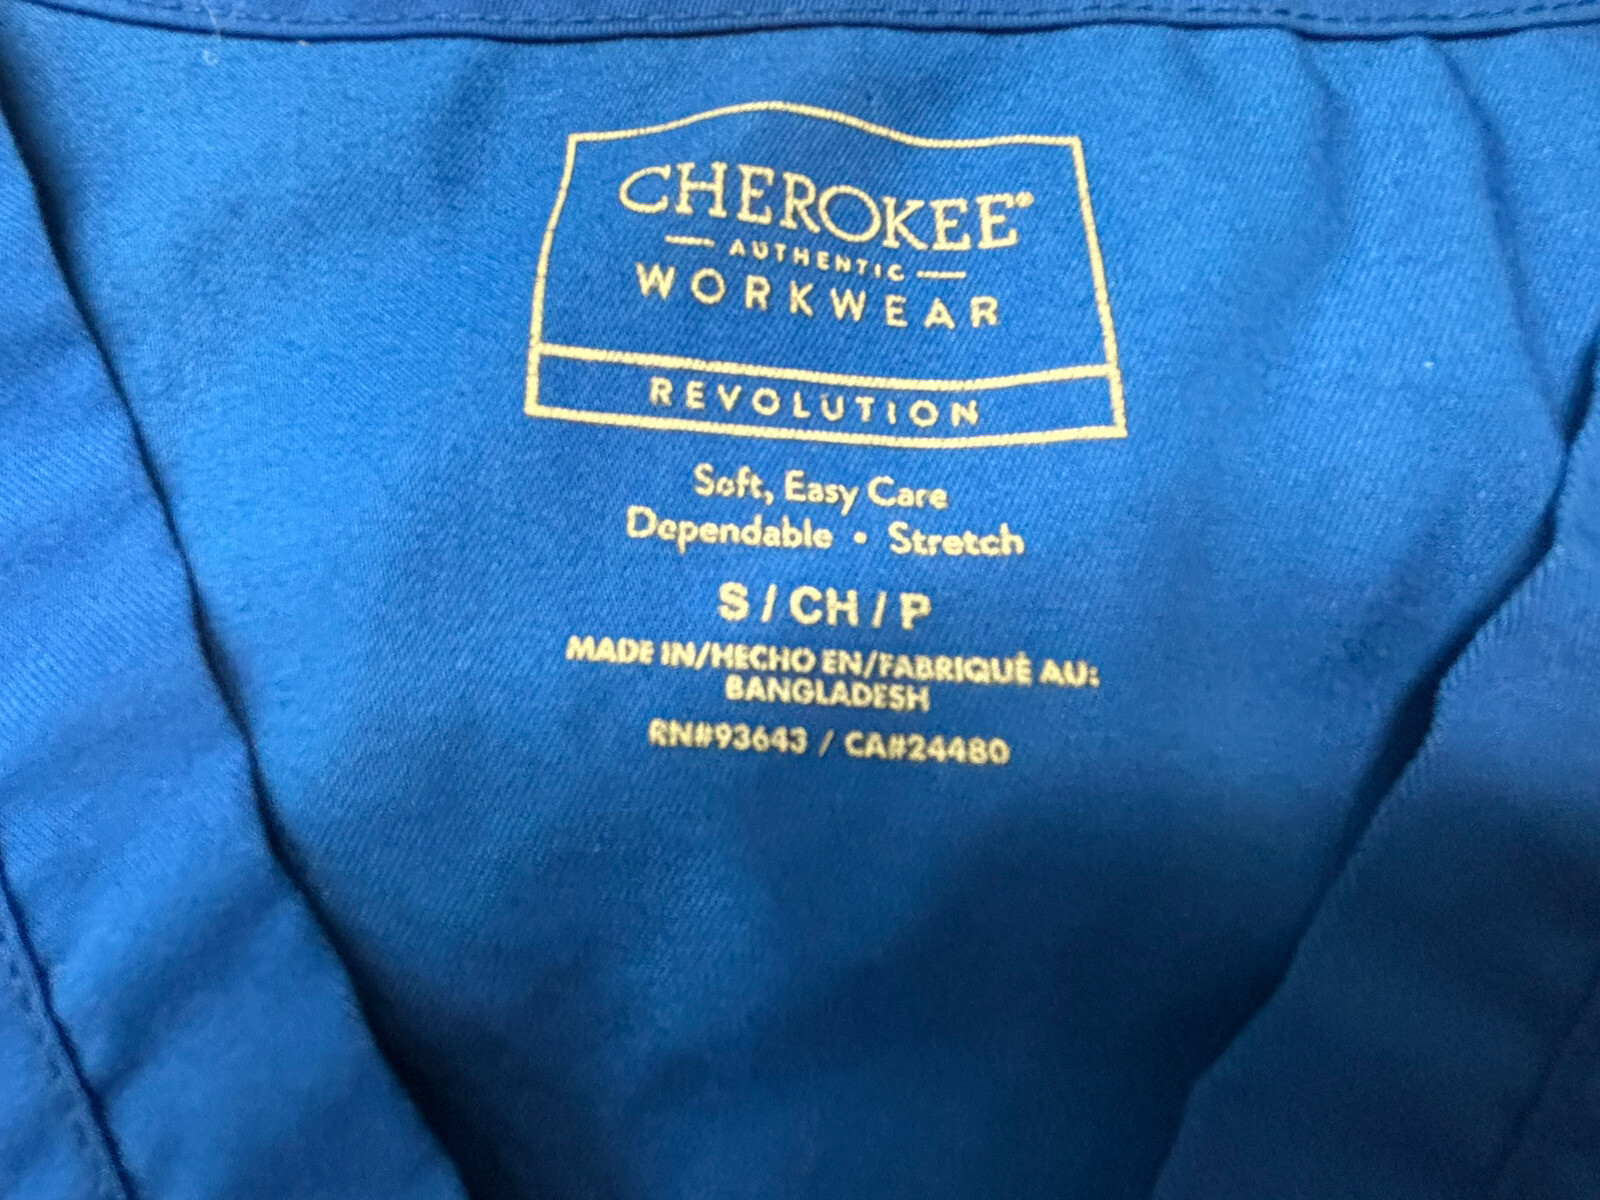 CHEROKEE®
AUTHENTIC
WORKWEAR
REVOLUTION
Soft, Easy Care
Dependable • Stretch
S / CH / P
MADE IN/HECHO EN/FABRIQUÉ AU:
BANGLADESH
RN#93643 / CA#24480